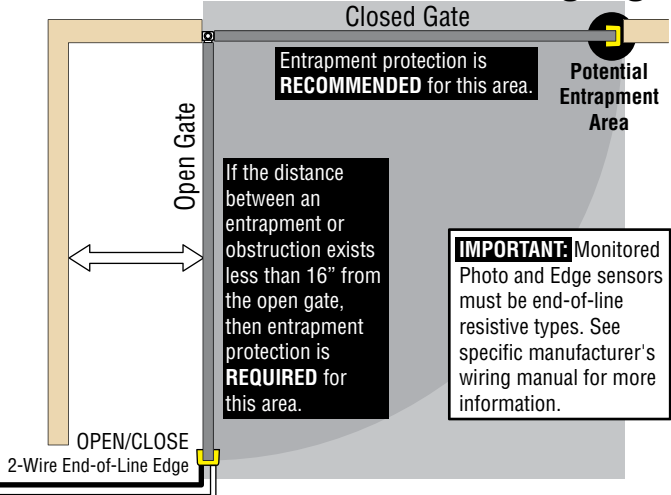 Closed Gate
Entrapment protection is
RECOMMENDED for this area.
Potential
Entrapment
Area
Open Gate
If the distance
between an
entrapment or
obstruction exists
less than 16” from
the open gate,
then entrapment
protection is
REQUIRED for
this area.
IMPORTANT: Monitored
Photo and Edge sensors
must be end-of-line
resistive types. See
specific manufacturer's
wiring manual for more
information.
OPEN/CLOSE
2-Wire End-of-Line Edge